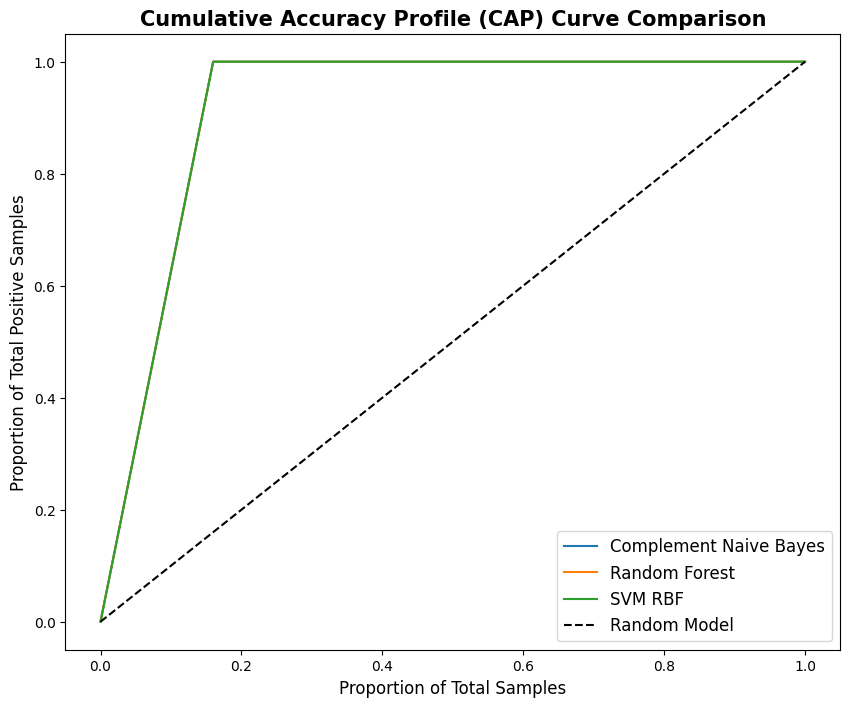 Cumulative Accuracy Profile (CAP) Curve Comparison
Proportion of Total Positive Samples
1.0
0.8
0.6
0.4
0.2
0.0
0.0 0.2 0.4 0.6 0.8 1.0
Proportion of Total Samples
Complement Naive Bayes
Random Forest
SVM RBF
Random Model